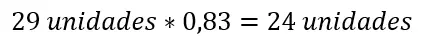 29 unidades * 0,83 = 24 unidades